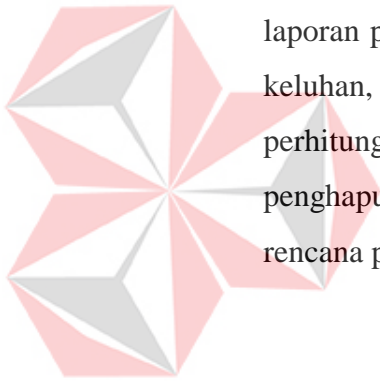 laporan p
keluhan,
perhitung
penghapu
rencana p